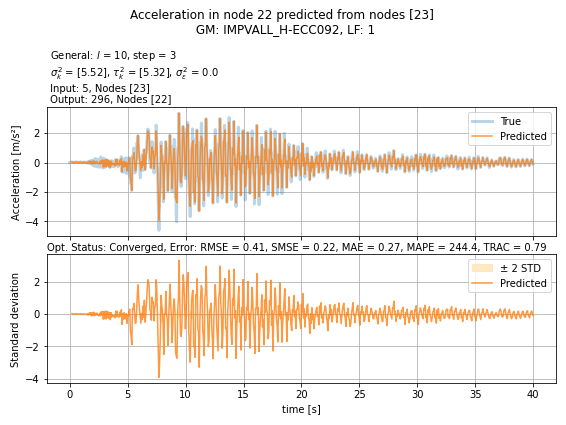 Acceleration in node 22 predicted from nodes [23]
GM: IMPVALL_H-ECC092, LF: 1
General: l = 10, step = 3
σ²ₖ = [5.52], τ²ₖ = [5.32], σ²ᵣ = 0.0
Input: 5, Nodes [23]
Output: 296, Nodes [22]
True
Predicted
Acceleration [m/s²]
2
0
−2
−4
Opt. Status: Converged, Error: RMSE = 0.41, SMSE = 0.22, MAE = 0.27, MAPE = 244.4, TRAC = 0.79
± 2 STD
Predicted
Standard deviation
2
0
−2
−4
0 5 10 15 20 25 30 35 40
time [s]